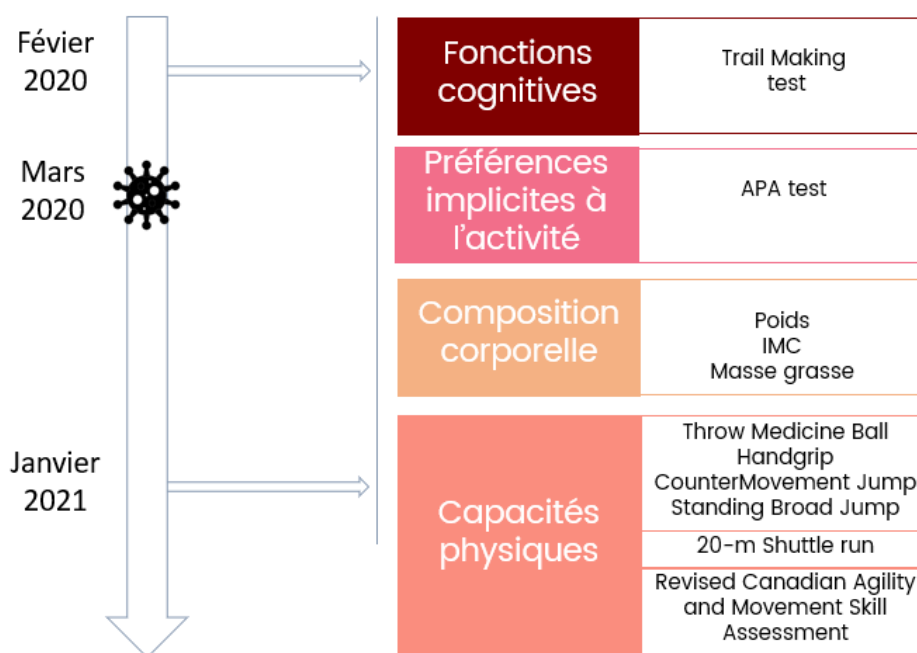 Févier
2020
Mars
2020
Janvier
2021
Fonctions
cognitives
Trail Making
test
Préférences
implicites à
l'activité
APA test
Composition
corporelle
Poids
IMC
Masse grasse
Capacités
physiques
Throw Medicine Ball
Handgrip
CounterMovement Jump
Standing Broad Jump
20-m Shuttle run
Revised Canadian Agility
and Movement Skill
Assessment